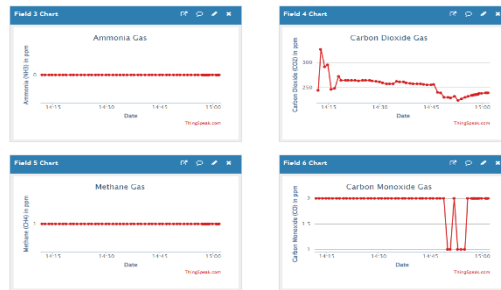 Field 3 Chart
Ammonia Gas
Ammonia (NH3) in ppm
0
14:15 14:30 14:45 15:00
Date
ThingSpeak.com
Field 4 Chart
Carbon Dioxide Gas
Carbon Dioxide (CO2) in ppm
300
250
14:15 14:30 14:45 15:00
Date
ThingSpeak.com
Field 5 Chart
Methane Gas
Methane (CH4) in ppm
1
14:15 14:30 14:45 15:00
Date
ThingSpeak.com
Field 6 Chart
Carbon Monoxide Gas
Carbon Monoxide (CO) in ppm
2
1.5
1
14:15 14:30 14:45 15:00
Date
ThingSpeak.com